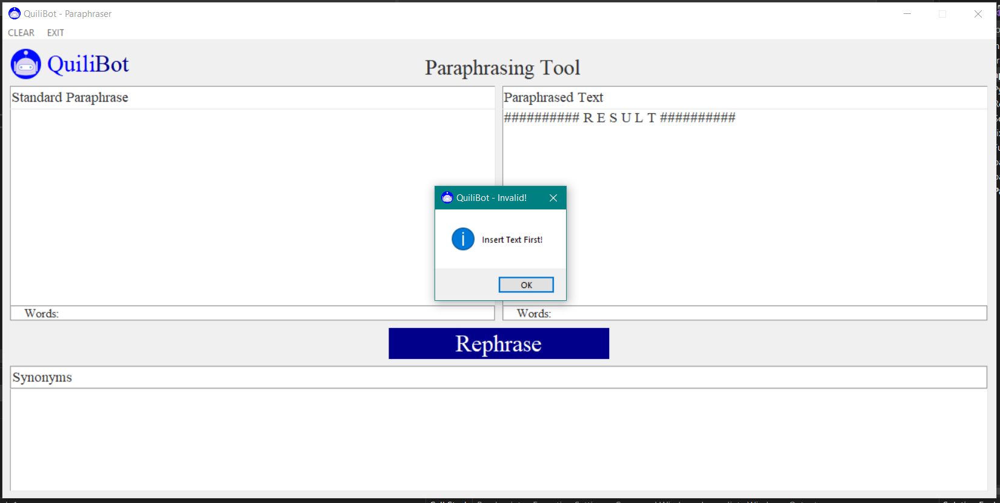 QuiliBot - Paraphraser
CLEAR EXIT
QuiliBot
Paraphrasing Tool
Standard Paraphrase
Paraphrased Text
########## R E S U L T ##########
QuiliBot - Invalid!
Insert Text First!
OK
Words:
Words:
Rephrase
Synonyms